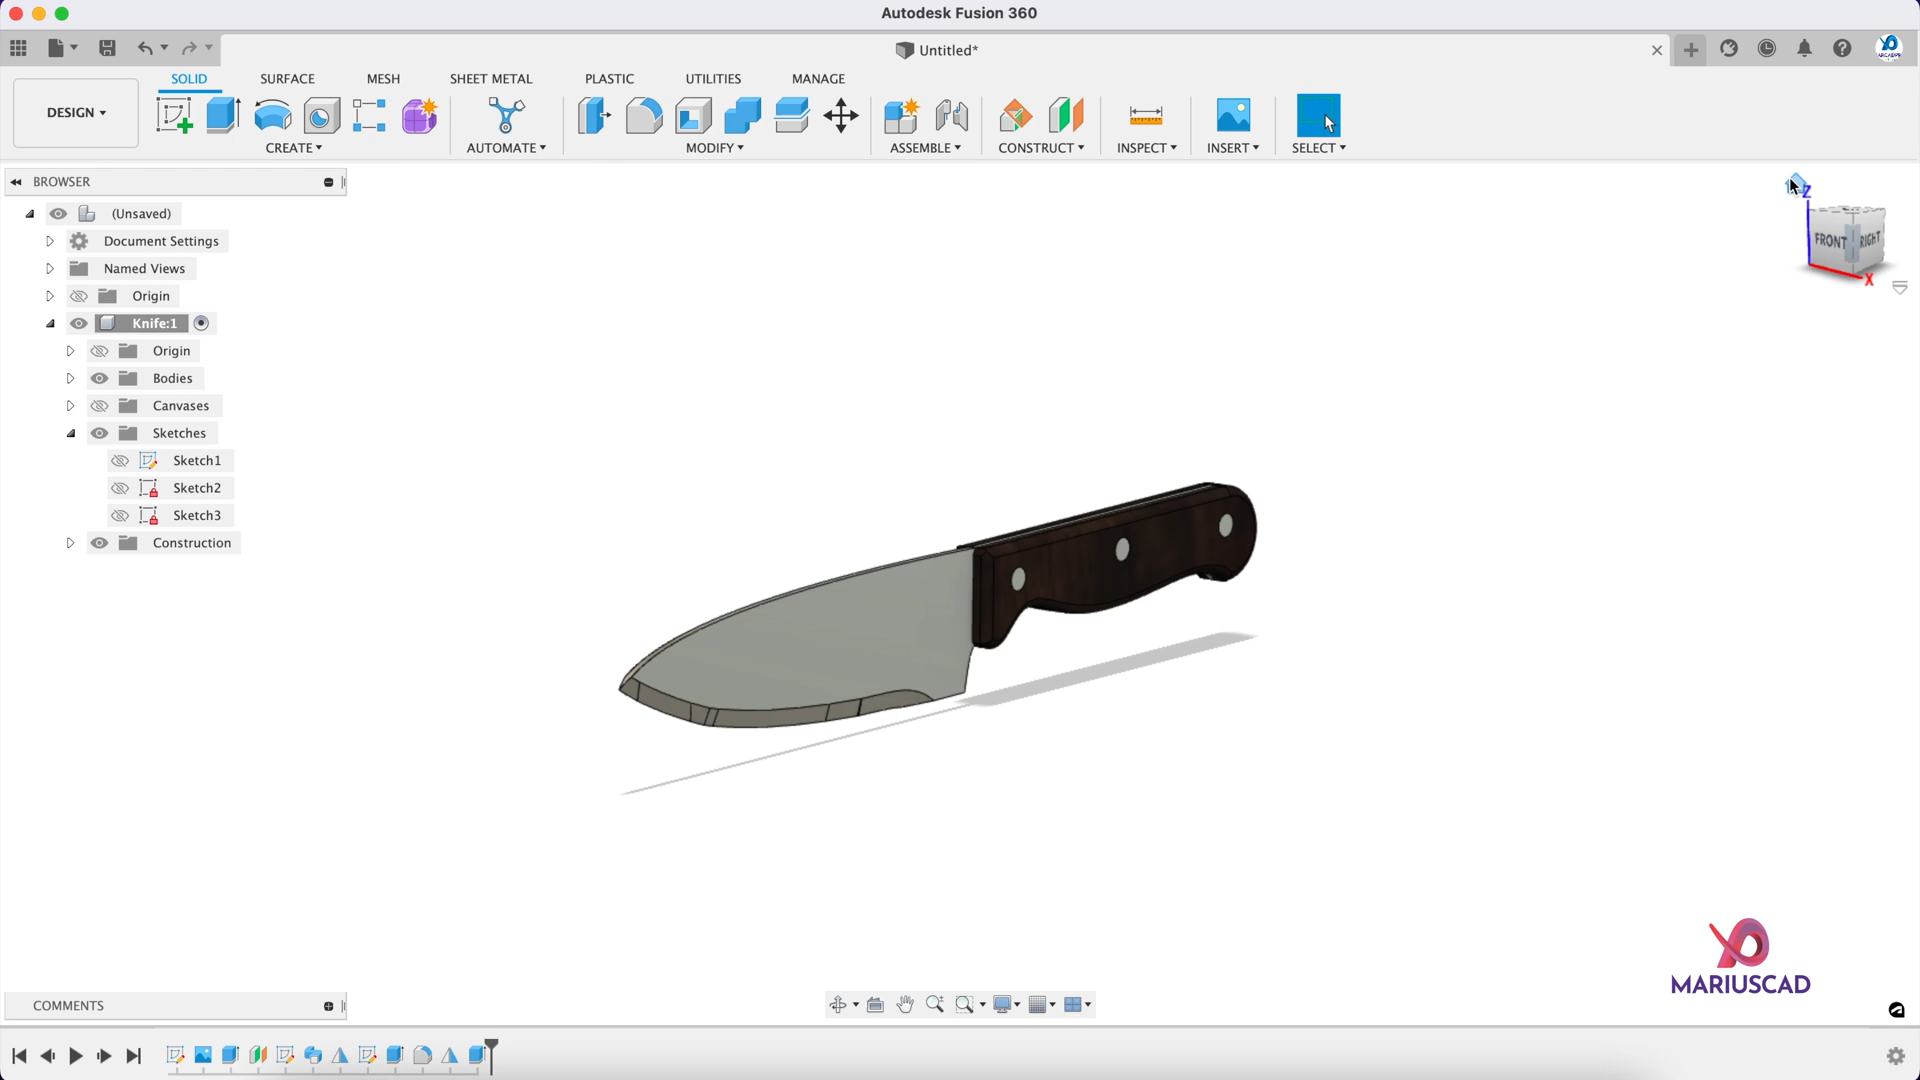 Autodesk Fusion 360
Untitled*
SOLID SURFACE MESH SHEET METAL PLASTIC UTILITIES MANAGE
DESIGN
CREATE AUTOMATE MODIFY ASSEMBLE CONSTRUCT INSPECT INSERT SELECT
BROWSER
(Unsaved)
Document Settings
Named Views
Origin
Knife:1
Origin
Bodies
Canvases
Sketches
Sketch1
Sketch2
Sketch3
Construction
Z
FRONT RIGHT
X
MARIUSCAD
COMMENTS